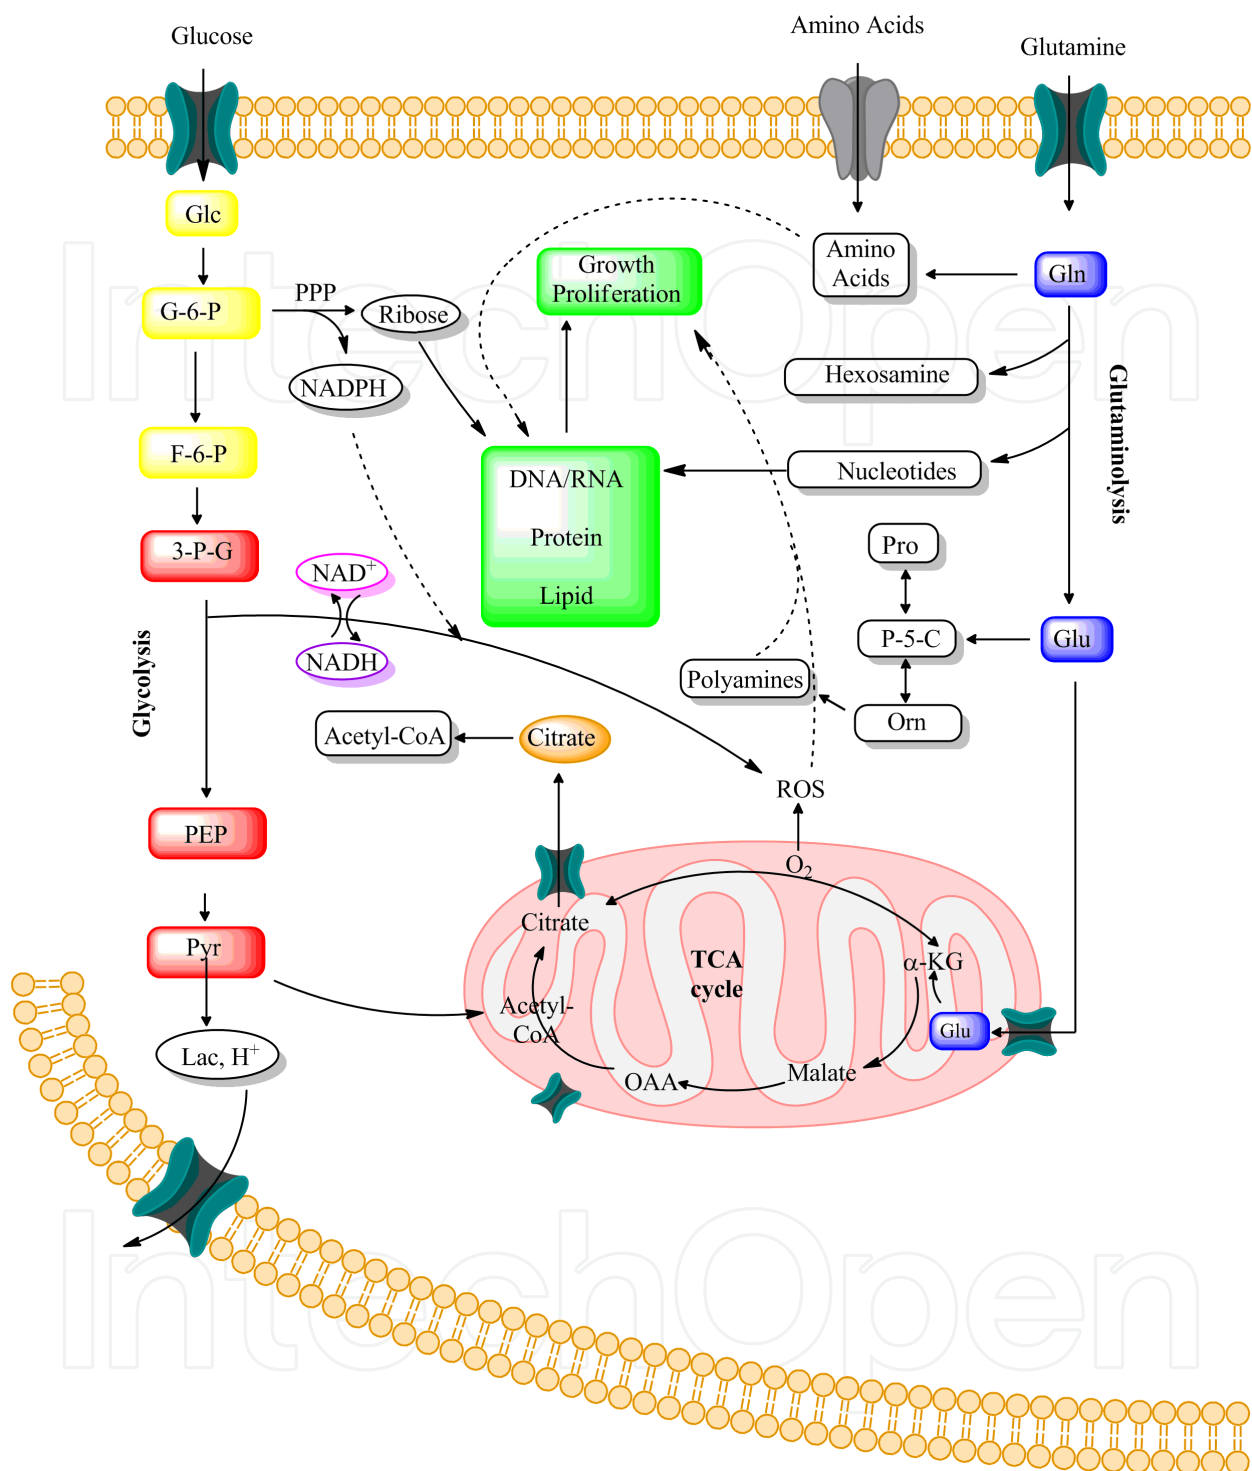 Glucose
Amino Acids
Glutamine
Glc
Amino
Acids
Gln
Growth
Proliferation
G-6-P
PPP
Ribose
NADPH
Hexosamine
Glutaminolysis
F-6-P
DNA/RNA
Protein
Lipid
Nucleotides
3-P-G
NAD+
NADH
Pro
P-5-C
Glu
Glycolysis
Polyamines
Orn
Acetyl-CoA
Citrate
ROS
PEP
O2
Citrate
Pyr
TCA
cycle
α-KG
Acetyl-
CoA
Glu
Lac, H+
OAA
Malate
IntechOpen
IntechOpen